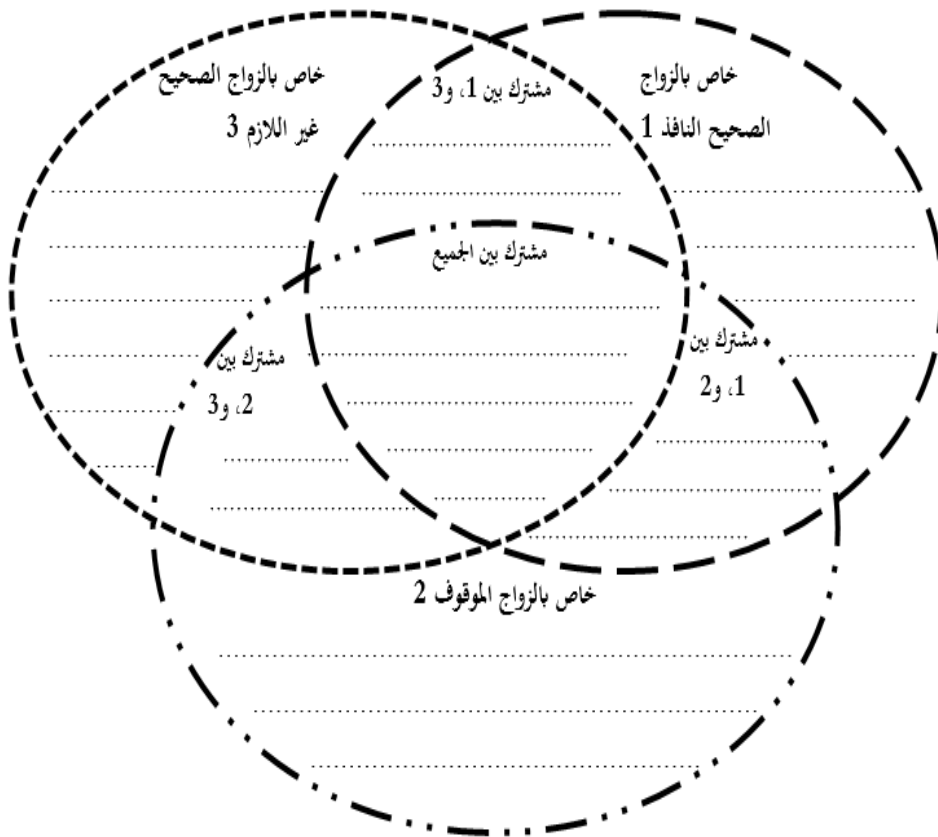 خاص بالزواج
الصحيح النافذ 1
مشترك بين 1، و3
خاص بالزواج الصحيح
غير اللازم 3
مشترك بين الجميع
مشترك بين
1، و2
مشترك بين
2، و3
خاص بالزواج الموقوف 2